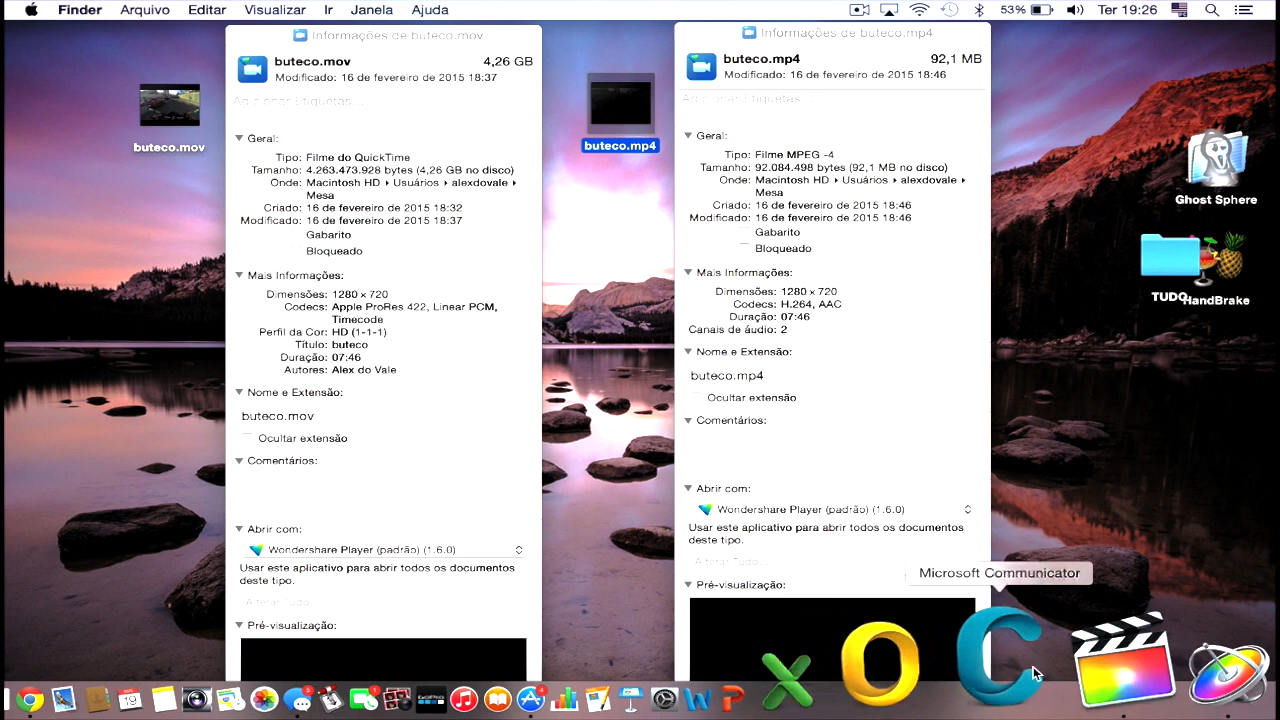 Finder Arquivo Editar Visualizar Ir Janela Ajuda 53% Ter 19:26
Informações de buteco.mov
buteco.mov 4,26 GB
Modificado: 16 de fevereiro de 2015 18:37
Adicionar Etiquetas...
Geral:
Tipo: Filme do QuickTime
Tamanho: 4.263.473.928 bytes (4,26 GB no disco)
Onde: Macintosh HD ▸ Usuários ▸ alexdovale ▸
Mesa
Criado: 16 de fevereiro de 2015 18:32
Modificado: 16 de fevereiro de 2015 18:37
Gabarito
Bloqueado
Mais Informações:
Dimensões: 1280 × 720
Codecs: Apple ProRes 422, Linear PCM,
Timecode
Perfil da Cor: HD (1-1-1)
Título: buteco
Duração: 07:46
Autores: Alex do Vale
Nome e Extensão:
buteco.mov
Ocultar extensão
Comentários:
Abrir com:
Wondershare Player (padrão) (1.6.0)
Usar este aplicativo para abrir todos os documentos
deste tipo.
Alterar Tudo...
Pré-visualização:
Informações de buteco.mp4
buteco.mp4 92,1 MB
Modificado: 16 de fevereiro de 2015 18:46
Adicionar Etiquetas...
Geral:
Tipo: Filme MPEG -4
Tamanho: 92.084.498 bytes (92,1 MB no disco)
Onde: Macintosh HD ▸ Usuários ▸ alexdovale ▸
Mesa
Criado: 16 de fevereiro de 2015 18:46
Modificado: 16 de fevereiro de 2015 18:46
Gabarito
Bloqueado
Mais Informações:
Dimensões: 1280 × 720
Codecs: H.264, AAC
Duração: 07:46
Canais de áudio: 2
Nome e Extensão:
buteco.mp4
Ocultar extensão
Comentários:
Abrir com:
Wondershare Player (padrão) (1.6.0)
Usar este aplicativo para abrir todos os documentos
deste tipo.
Alterar Tudo...
Pré-visualização:
buteco.mov
buteco.mp4
Ghost Sphere
TUDO
HandBrake
Microsoft Communicator